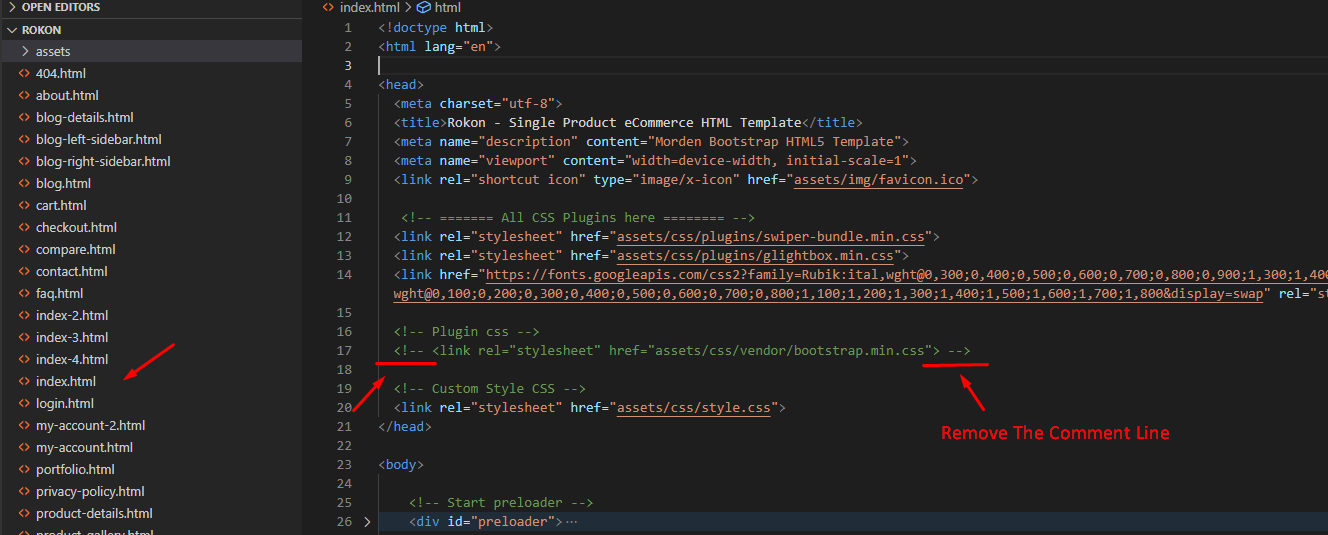 OPEN EDITORS
ROKON
assets
404.html
about.html
blog-details.html
blog-left-sidebar.html
blog-right-sidebar.html
blog.html
cart.html
checkout.html
compare.html
contact.html
faq.html
index-2.html
index-3.html
index-4.html
index.html
login.html
my-account-2.html
my-account.html
portfolio.html
privacy-policy.html
product-details.html
product-gallery.html
index.html > html
1 <!doctype html>
2 <html lang="en">
3
4 <head>
5 <meta charset="utf-8">
6 <title>Rokon - Single Product eCommerce HTML Template</title>
7 <meta name="description" content="Morden Bootstrap HTML5 Template">
8 <meta name="viewport" content="width=device-width, initial-scale=1">
9 <link rel="shortcut icon" type="image/x-icon" href="assets/img/favicon.ico">
10
11 <!-- ======= All CSS Plugins here ======== -->
12 <link rel="stylesheet" href="assets/css/plugins/swiper-bundle.min.css">
13 <link rel="stylesheet" href="assets/css/plugins/glightbox.min.css">
14 <link href="https://fonts.googleapis.com/css2?family=Rubik:ital,wght@0,300;0,400;0,500;0,600;0,700;0,800;0,900;1,300;1,400
wght@0,100;0,200;0,300;0,400;0,500;0,600;0,700;0,800;1,100;1,200;1,300;1,400;1,500;1,600;1,700;1,800&display=swap" rel="st
15
16 <!-- Plugin css -->
17 <!-- <link rel="stylesheet" href="assets/css/vendor/bootstrap.min.css"> -->
18
19 <!-- Custom Style CSS -->
20 <link rel="stylesheet" href="assets/css/style.css">
21 </head>
Remove The Comment Line
22
23 <body>
24
25 <!-- Start preloader -->
26 <div id="preloader">…